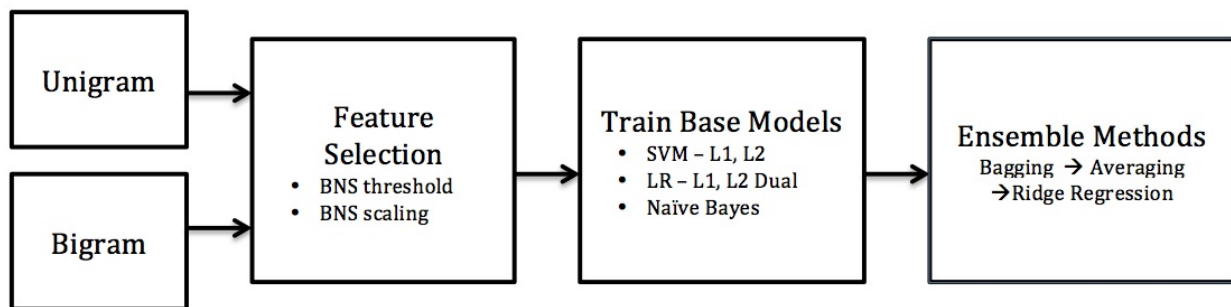 Unigram
Bigram
Feature
Selection
• BNS threshold
• BNS scaling
Train Base Models
• SVM – L1, L2
• LR – L1, L2 Dual
• Naïve Bayes
Ensemble Methods
Bagging → Averaging
→Ridge Regression